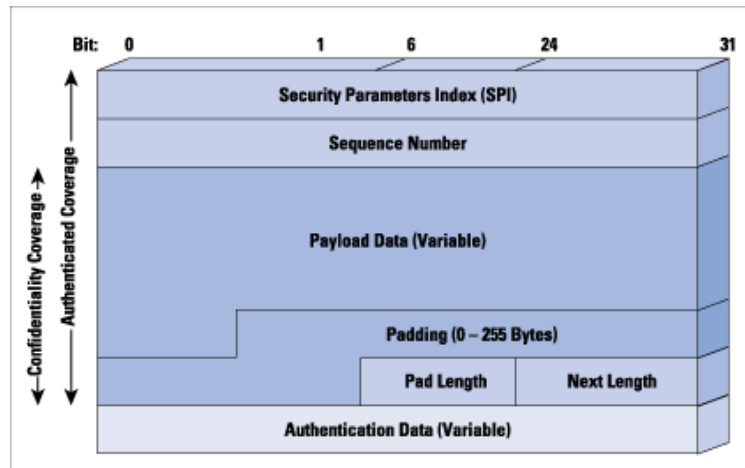 Bit: 0 1 6 24 31
Security Parameters Index (SPI)
Sequence Number
Payload Data (Variable)
Padding (0 – 255 Bytes)
Pad Length Next Length
Authentication Data (Variable)
Confidentiality Coverage
Authenticated Coverage